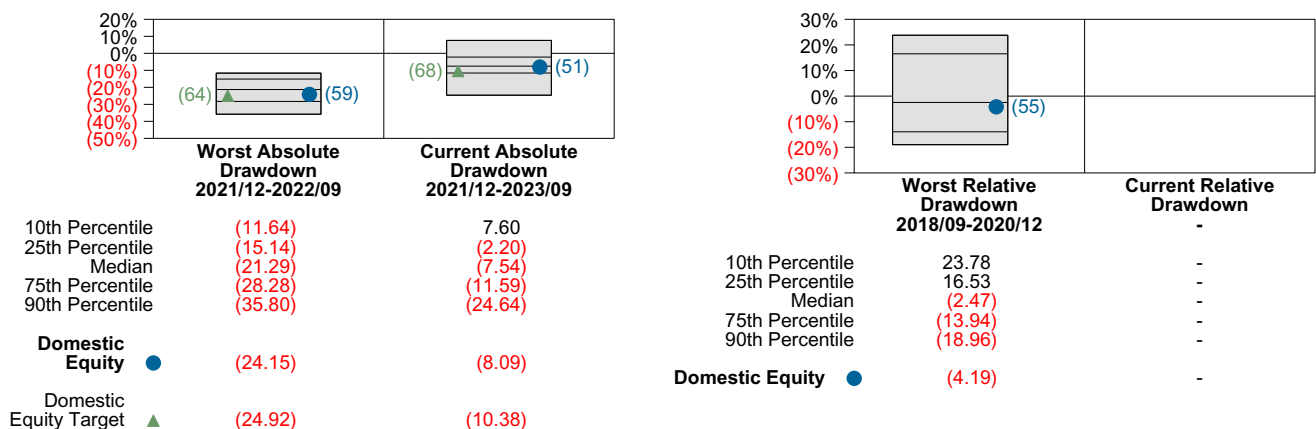 20%
10%
0%
(10%)
(20%)
(30%)
(40%)
(50%)
(64)
(59)
(68)
(51)
Worst Absolute
Drawdown
2021/12-2022/09
Current Absolute
Drawdown
2021/12-2023/09
10th Percentile (11.64) 7.60
25th Percentile (15.14) (2.20)
Median (21.29) (7.54)
75th Percentile (28.28) (11.59)
90th Percentile (35.80) (24.64)
Domestic
Equity (24.15) (8.09)
Domestic
Equity Target (24.92) (10.38)
30%
20%
10%
0%
(10%)
(20%)
(30%)
(55)
Worst Relative
Drawdown
2018/09-2020/12
Current Relative
Drawdown
-
10th Percentile 23.78 -
25th Percentile 16.53 -
Median (2.47) -
75th Percentile (13.94) -
90th Percentile (18.96) -
Domestic Equity (4.19) -